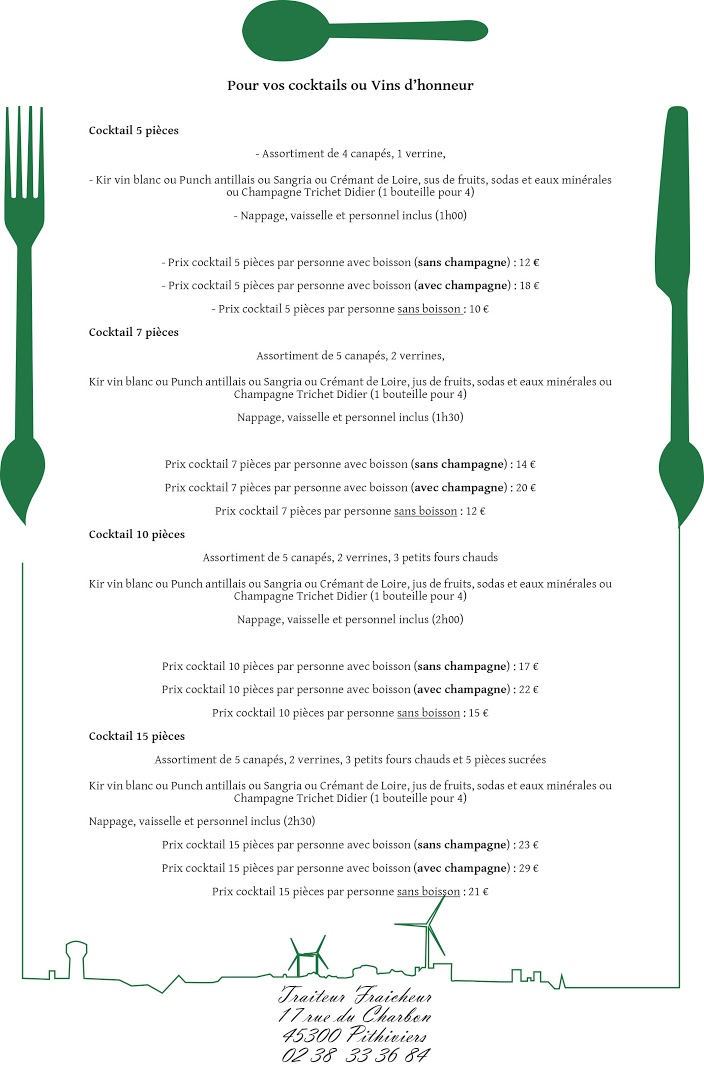 Pour vos cocktails ou Vins d'honneur
Cocktail 5 pièces
- Assortiment de 4 canapés, 1 verrine,
- Kir vin blanc ou Punch antillais ou Sangria ou Crémant de Loire, sus de fruits, sodas et eaux minérales
ou Champagne Trichet Didier (1 bouteille pour 4)
- Nappage, vaisselle et personnel inclus (1h00)
- Prix cocktail 5 pièces par personne avec boisson (sans champagne) : 12 €
- Prix cocktail 5 pièces par personne avec boisson (avec champagne) : 18 €
- Prix cocktail 5 pièces par personne sans boisson : 10 €
Cocktail 7 pièces
Assortiment de 5 canapés, 2 verrines,
Kir vin blanc ou Punch antillais ou Sangria ou Crémant de Loire, jus de fruits, sodas et eaux minérales ou
Champagne Trichet Didier (1 bouteille pour 4)
Nappage, vaisselle et personnel inclus (1h30)
Prix cocktail 7 pièces par personne avec boisson (sans champagne) : 14 €
Prix cocktail 7 pièces par personne avec boisson (avec champagne) : 20 €
Prix cocktail 7 pièces par personne sans boisson : 12 €
Cocktail 10 pièces
Assortiment de 5 canapés, 2 verrines, 3 petits fours chauds
Kir vin blanc ou Punch antillais ou Sangria ou Crémant de Loire, jus de fruits, sodas et eaux minérales ou
Champagne Trichet Didier (1 bouteille pour 4)
Nappage, vaisselle et personnel inclus (2h00)
Prix cocktail 10 pièces par personne avec boisson (sans champagne) : 17 €
Prix cocktail 10 pièces par personne avec boisson (avec champagne) : 22 €
Prix cocktail 10 pièces par personne sans boisson : 15 €
Cocktail 15 pièces
Assortiment de 5 canapés, 2 verrines, 3 petits fours chauds et 5 pièces sucrées
Kir vin blanc ou Punch antillais ou Sangria ou Crémant de Loire, jus de fruits, sodas et eaux minérales ou
Champagne Trichet Didier (1 bouteille pour 4)
Nappage, vaisselle et personnel inclus (2h30)
Prix cocktail 15 pièces par personne avec boisson (sans champagne) : 23 €
Prix cocktail 15 pièces par personne avec boisson (avec champagne) : 29 €
Prix cocktail 15 pièces par personne sans boisson : 21 €
Traiteur Fraicheur
17 rue du Charbon
45300 Pithiviers
02 38 33 36 84